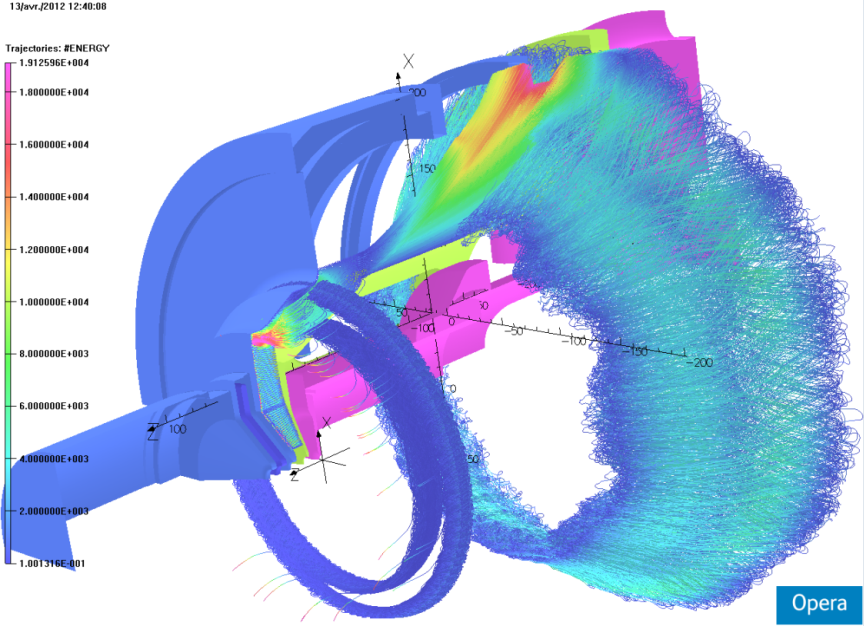 13/avr./2012 12:40:08
Trajectories: #ENERGY
1.912596E+004
1.800000E+004
1.600000E+004
1.400000E+004
1.200000E+004
1.000000E+004
8.000000E+003
6.000000E+003
4.000000E+003
2.000000E+003
1.001316E-001
X
200
150
50
-100
0
50
-50
-100
-150
-200
Z
100
X
Z
0
50
Opera